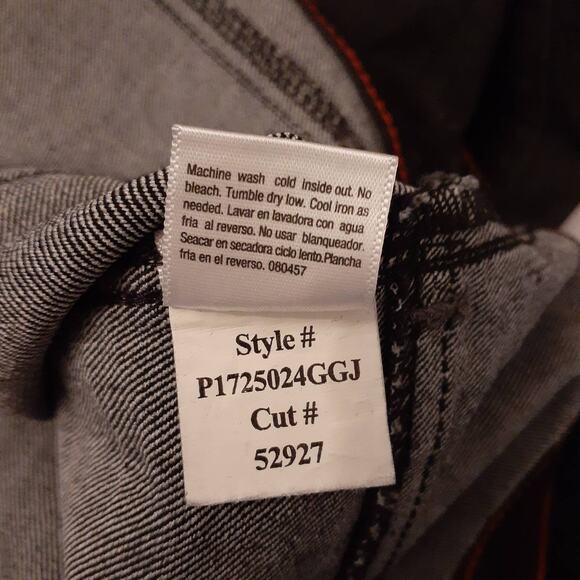 Machine wash cold inside out. No
bleach. Tumble dry low. Cool iron as
needed. Lavar en lavadora con agua
fria al reverso. No usar blanqueador.
Seacar en secadora ciclo lento.Plancha
fria en el reverso. 080457
Style #
P1725024GGJ
Cut #
52927